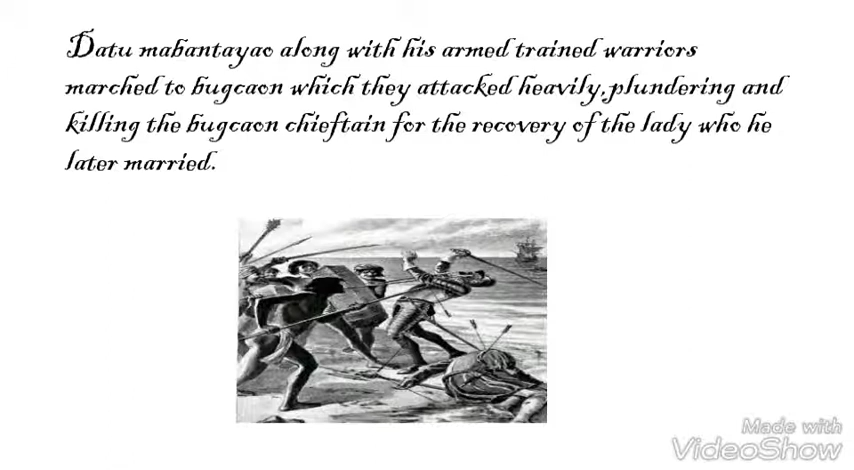 Datu mabantayao along with his armed trained warriors
marched to bugcaon which they attacked heavily,plundering and
killing the bugcaon chieftain for the recovery of the lady who he
later married.
Made with
VideoShow